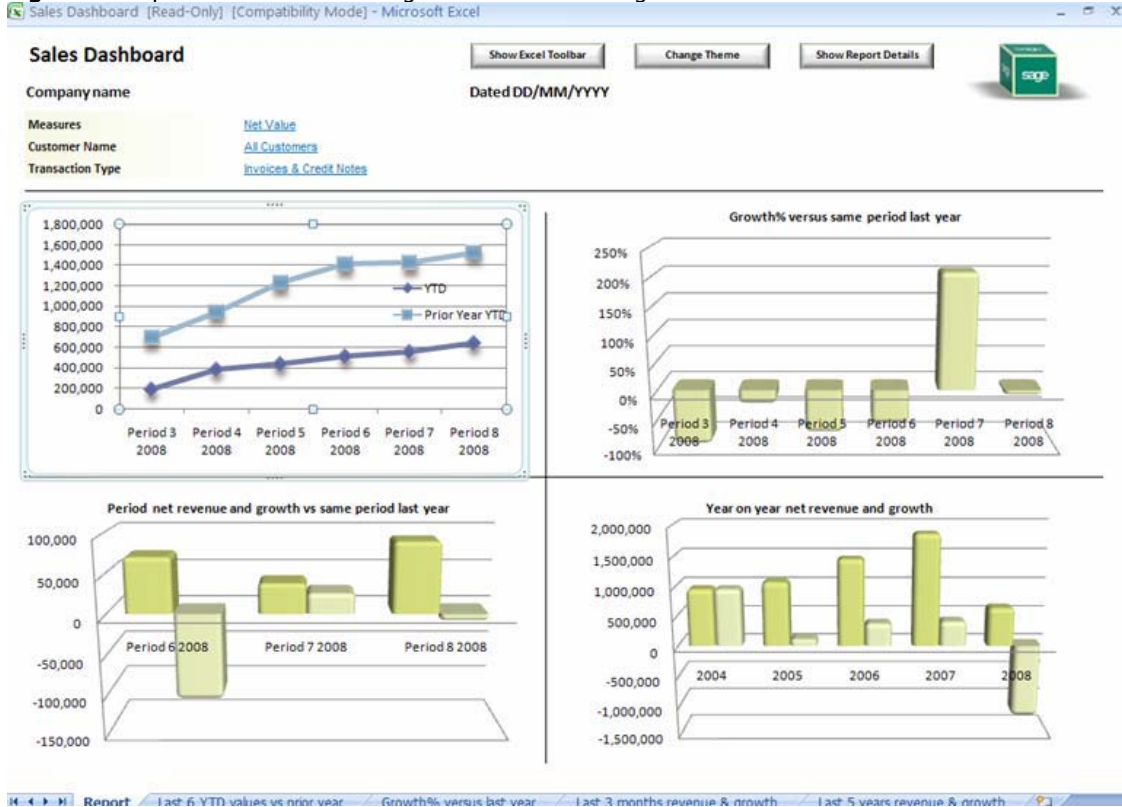 Sales Dashboard [Read-Only] [Compatibility Mode] - Microsoft Excel
Sales Dashboard
Show Excel Toolbar
Change Theme
Show Report Details
sage
Company name
Dated DD/MM/YYYY
Measures Net Value
Customer Name All Customers
Transaction Type Invoices & Credit Notes
1,800,000
1,600,000
1,400,000
1,200,000
1,000,000
800,000
600,000
400,000
200,000
0
YTD
Prior Year YTD
Period 3 Period 4 Period 5 Period 6 Period 7 Period 8
2008 2008 2008 2008 2008 2008
Growth% versus same period last year
250%
200%
150%
100%
50%
0%
-50%
-100%
Period 3 Period 4 Period 5 Period 6 Period 7 Period 8
2008 2008 2008 2008 2008 2008
Period net revenue and growth vs same period last year
100,000
50,000
0
-50,000
-100,000
-150,000
Period 6 2008 Period 7 2008 Period 8 2008
Year on year net revenue and growth
2,000,000
1,500,000
1,000,000
500,000
0
-500,000
-1,000,000
-1,500,000
2004 2005 2006 2007 2008
Report Last 6 YTD values vs prior year Growth% versus last year Last 3 months revenue & growth Last 5 years revenue & growth